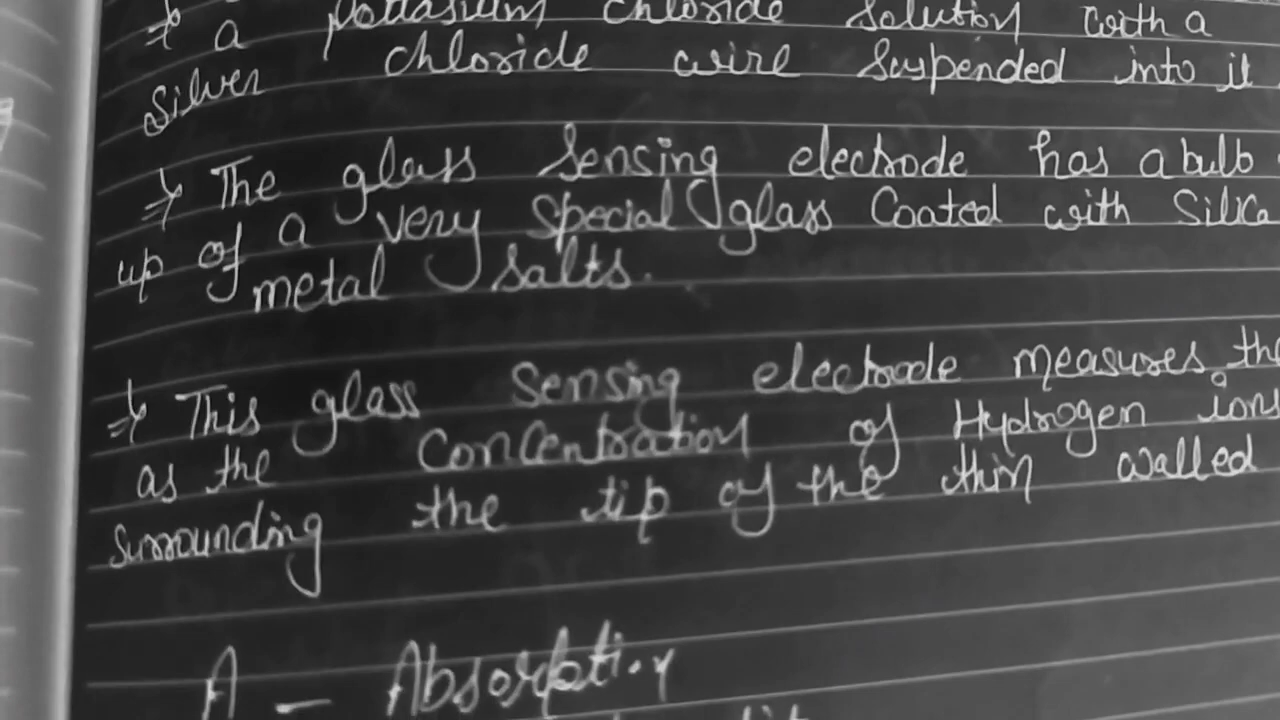 → a pottasium chloride solution with a
silver chloride wire suspended into it
→ The glass sensing electrode has a bulb
up of a very special glass coated with Silica
metal salts.
→ This glass sensing electrode measures the
as the concentration of Hydrogen ions
surrounding the tip of the thin walled
A - Absorption